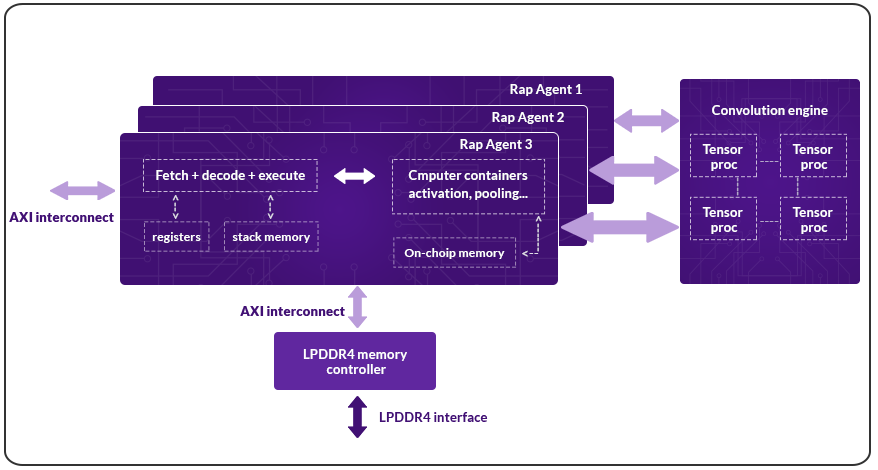 Rap Agent 1
Rap Agent 2
Rap Agent 3
Convolution engine
Tensor
proc
Tensor
proc
Fetch + decode + execute
Cmputer containers
activation, pooling...
AXI interconnect
registers
stack memory
On-choip memory
Tensor
proc
Tensor
proc
AXI interconnect
LPDDR4 memory
controller
LPDDR4 interface